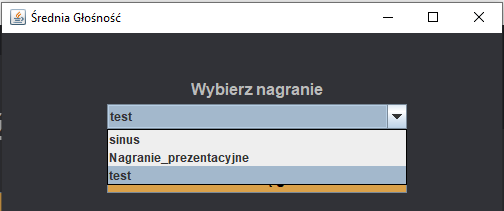 Średnia Głośność
Wybierz nagranie
test
sinus
Nagranie_prezentacyjne
test